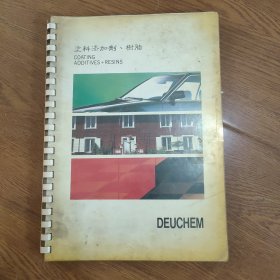 塗料添加劑、樹脂
COATING
ADDITIVES • RESINS
DEUCHEM